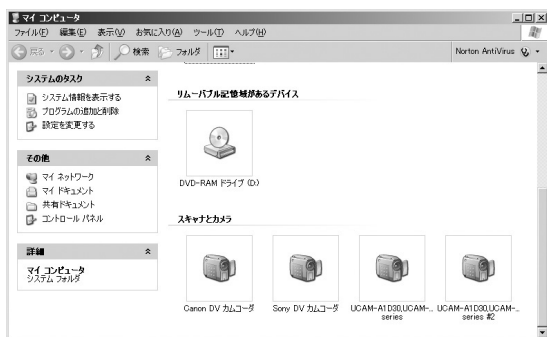 マイ コンピュータ
ファイル(F) 編集(E) 表示(V) お気に入り(A) ツール(T) ヘルプ(H)
戻る 検索 フォルダ Norton AntiVirus
システムのタスク
システム情報を表示する
プログラムの追加と削除
設定を変更する
その他
マイ ネットワーク
マイ ドキュメント
共有ドキュメント
コントロール パネル
詳細
マイ コンピュータ
システム フォルダ
リムーバブル記憶域があるデバイス
DVD-RAM ドライブ (D:)
スキャナとカメラ
Canon DV カムコーダ
Sony DV カムコーダ
UCAM-A1D30,UCAM-...
series
UCAM-A1D30,UCAM-...
series #2